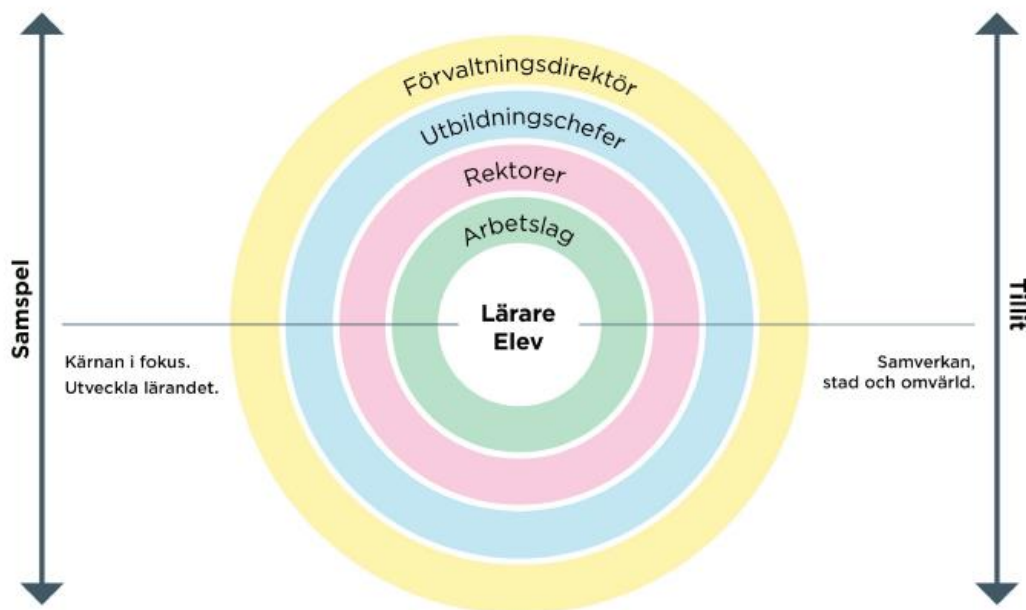 Förvaltningsdirektör
Utbildningschefer
Rektorer
Arbetslag
Lärare
Elev
Samspel
Kärnan i fokus.
Utveckla lärandet.
Tillit
Samverkan,
stad och omvärld.